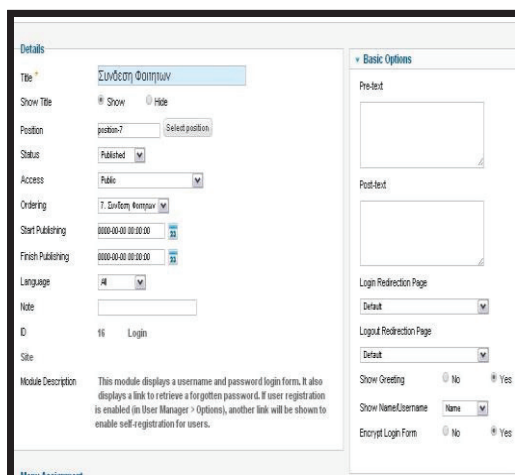 Details
Title *
Συνδεση Φοιτητων
Show Title
Show
Hide
Position
position-7
Select position
Status
Published
Access
Public
Ordering
7. Συνδεση Φοιτητων
Start Publishing
0000-00-00 00:00:00
23
Finish Publishing
0000-00-00 00:00:00
23
Language
All
Note
ID
16 Login
Site
Module Description
This module displays a username and password login form. It also
displays a link to retrieve a forgotten password. If user registration
is enabled (in User Manager > Options), another link will be shown to
enable self-registration for users.
Menu Assignment
Basic Options
Pre-text
Post-text
Login Redirection Page
Default
Logout Redirection Page
Default
Show Greeting
No
Yes
Show Name/Username
Name
Encrypt Login Form
No
Yes